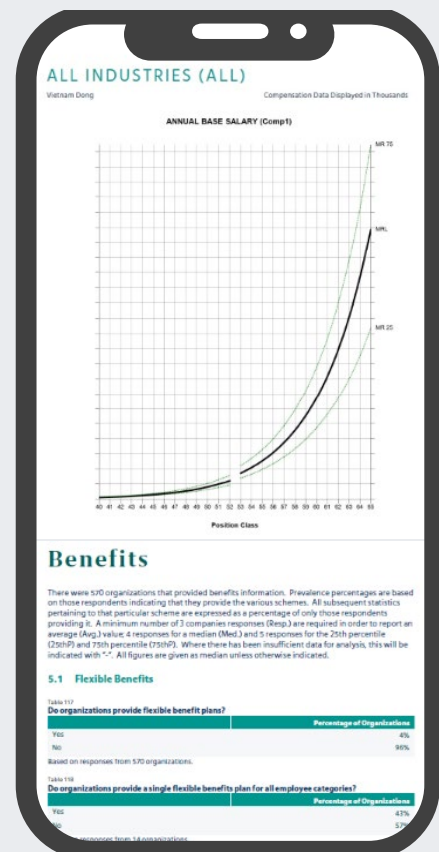 ALL INDUSTRIES (ALL)
Vietnam Dong Compensation Data Displayed in Thousands
ANNUAL BASE SALARY (Comp1)
MR 75
MRL
MR 25
40 41 42 43 44 45 46 47 48 49 50 51 52 53 54 55 56 57 58 59 60 61 62 63 64 65
Position Class
Benefits
There were 570 organizations that provided benefits information. Prevalence percentages are based
on those respondents indicating that they provide the various schemes. All subsequent statistics
pertaining to that particular scheme are expressed as a percentage of only those respondents
providing it. A minimum number of 3 companies responses (Resp.) are required in order to report an
average (Avg.) value; 4 responses for a median (Med.) and 5 responses for the 25th percentile
(25thP) and 75th percentile (75thP). Where there has been insufficient data for analysis, this will be
indicated with "-". All figures are given as median unless otherwise indicated.
5.1 Flexible Benefits
Table 117
Do organizations provide flexible benefit plans?
Percentage of Organizations
Yes 4%
No 96%
Based on responses from 570 organizations.
Table 118
Do organizations provide a single flexible benefits plan for all employee categories?
Percentage of Organizations
Yes 43%
No 57%
responses from 14 organizations